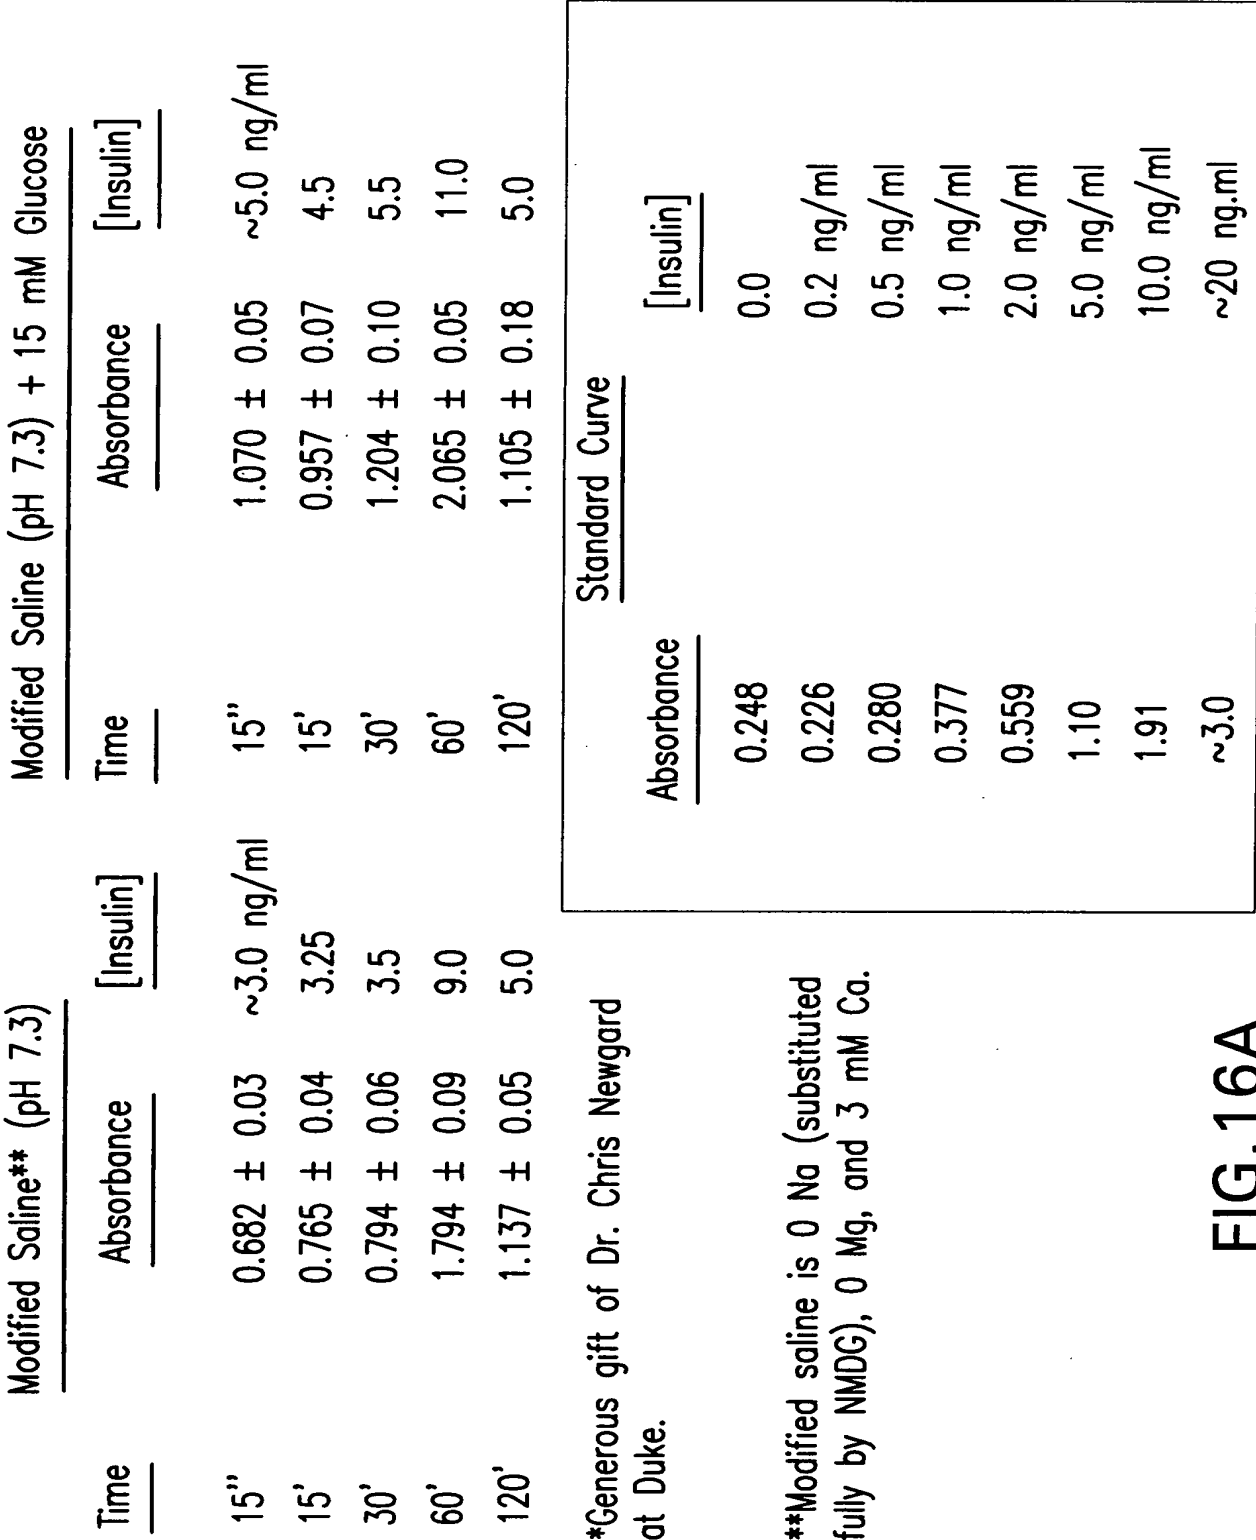 Modified Saline** (pH 7.3)
Time Absorbance [Insulin]
15" 0.682 ± 0.03 ~3.0 ng/ml
15' 0.765 ± 0.04 3.25
30' 0.794 ± 0.06 3.5
60' 1.794 ± 0.09 9.0
120' 1.137 ± 0.05 5.0
Modified Saline (pH 7.3) + 15 mM Glucose
Time Absorbance [Insulin]
15" 1.070 ± 0.05 ~5.0 ng/ml
15' 0.957 ± 0.07 4.5
30' 1.204 ± 0.10 5.5
60' 2.065 ± 0.05 11.0
120' 1.105 ± 0.18 5.0
*Generous gift of Dr. Chris Newgard
at Duke.
**Modified saline is 0 Na (substituted
fully by NMDG), 0 Mg, and 3 mM Ca.
Standard Curve
Absorbance [Insulin]
0.248 0.0
0.226 0.2 ng/ml
0.280 0.5 ng/ml
0.377 1.0 ng/ml
0.559 2.0 ng/ml
1.10 5.0 ng/ml
1.91 10.0 ng/ml
~3.0 ~20 ng.ml
FIG.16A